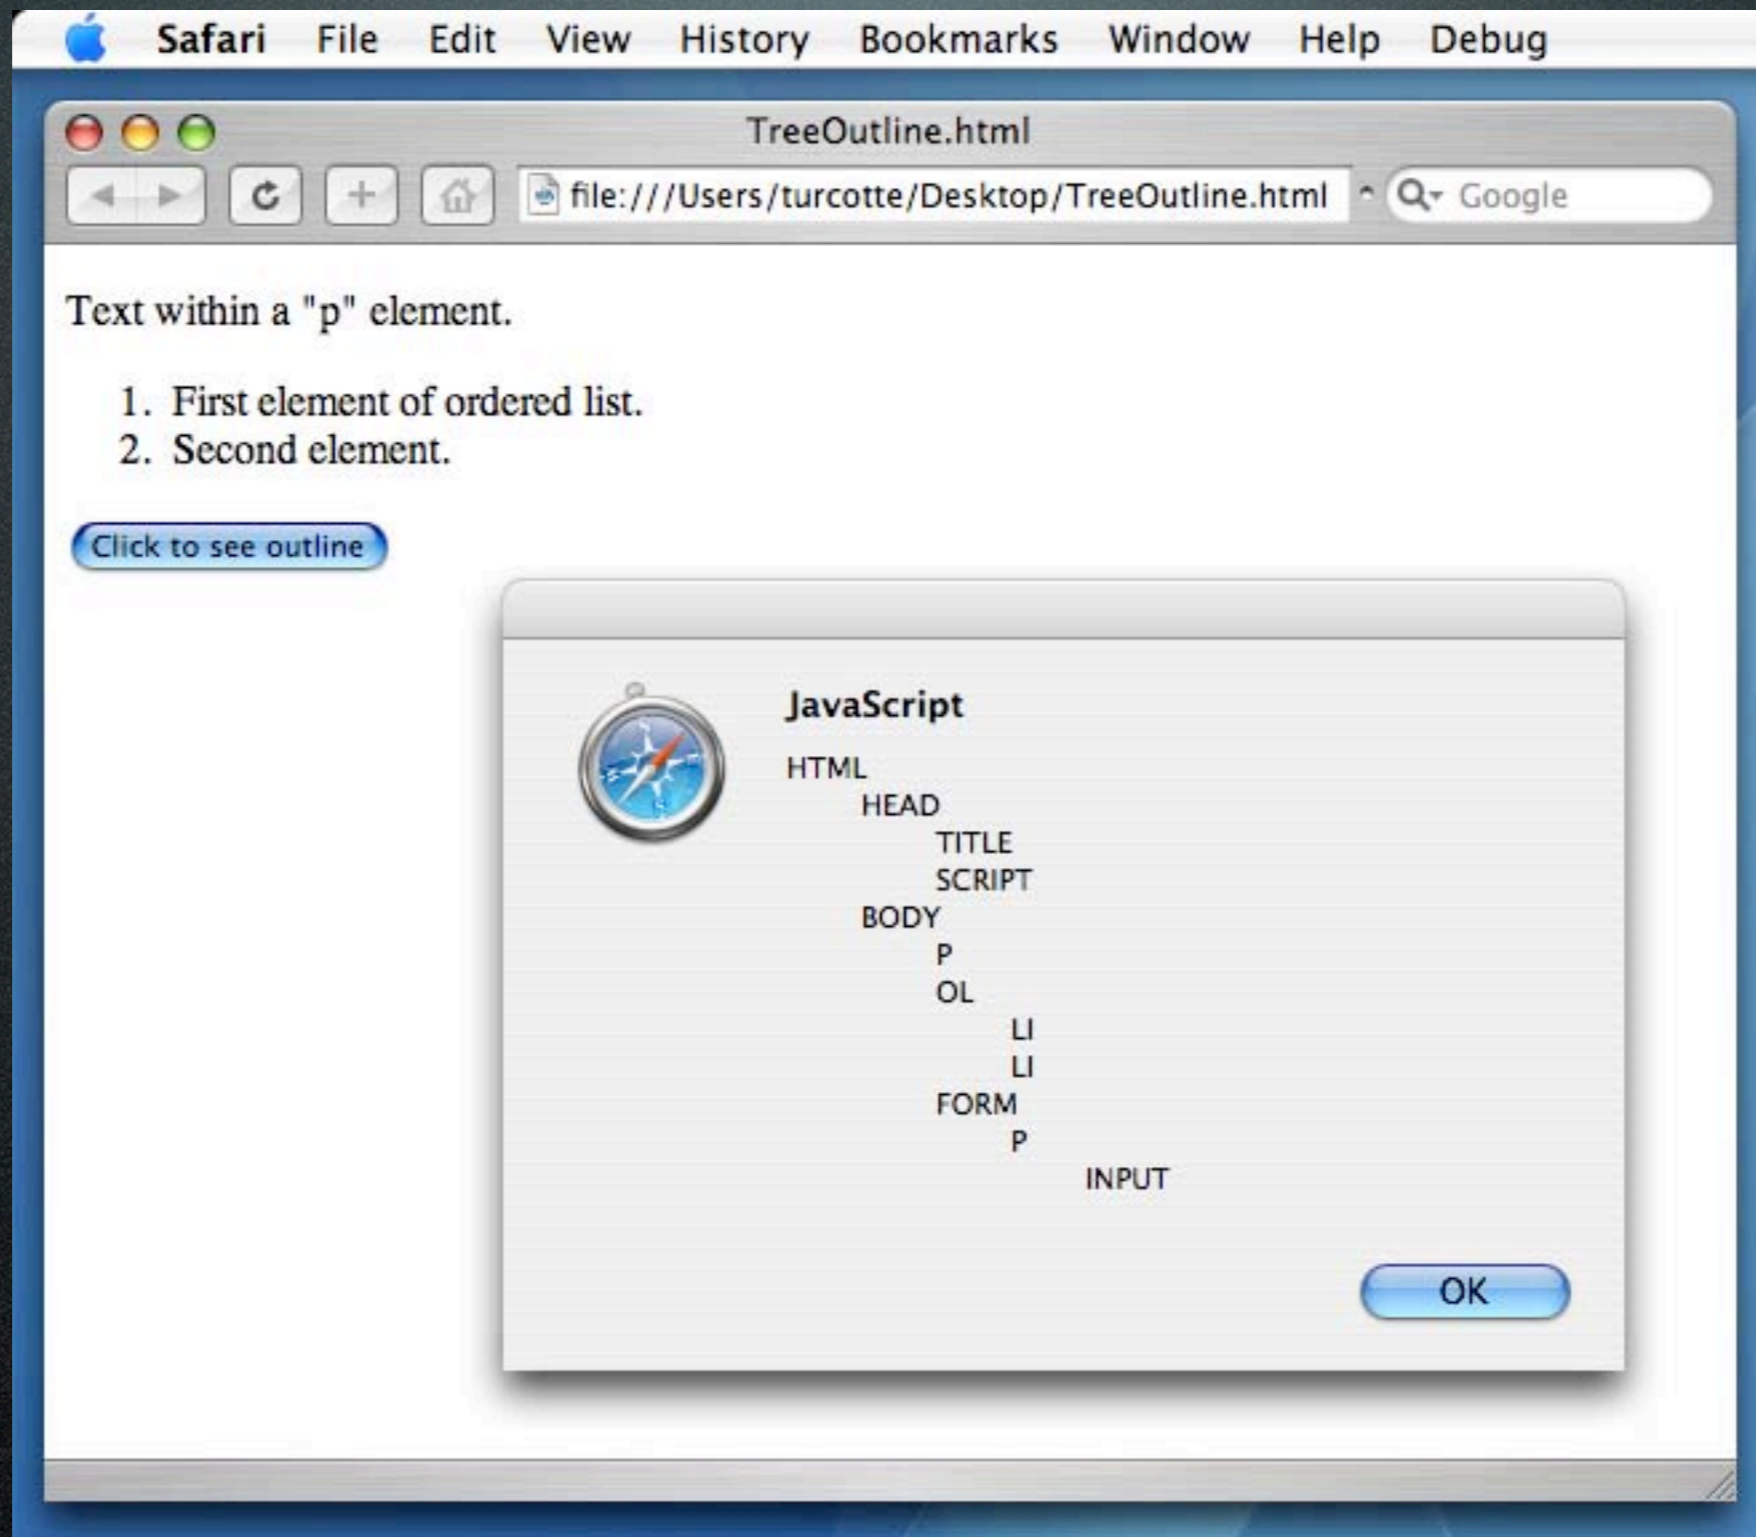 Safari File Edit View History Bookmarks Window Help Debug
TreeOutline.html
file:///Users/turcotte/Desktop/TreeOutline.html Google
Text within a "p" element.
1. First element of ordered list.
2. Second element.
Click to see outline
JavaScript
HTML
HEAD
TITLE
SCRIPT
BODY
P
OL
LI
LI
FORM
P
INPUT
OK